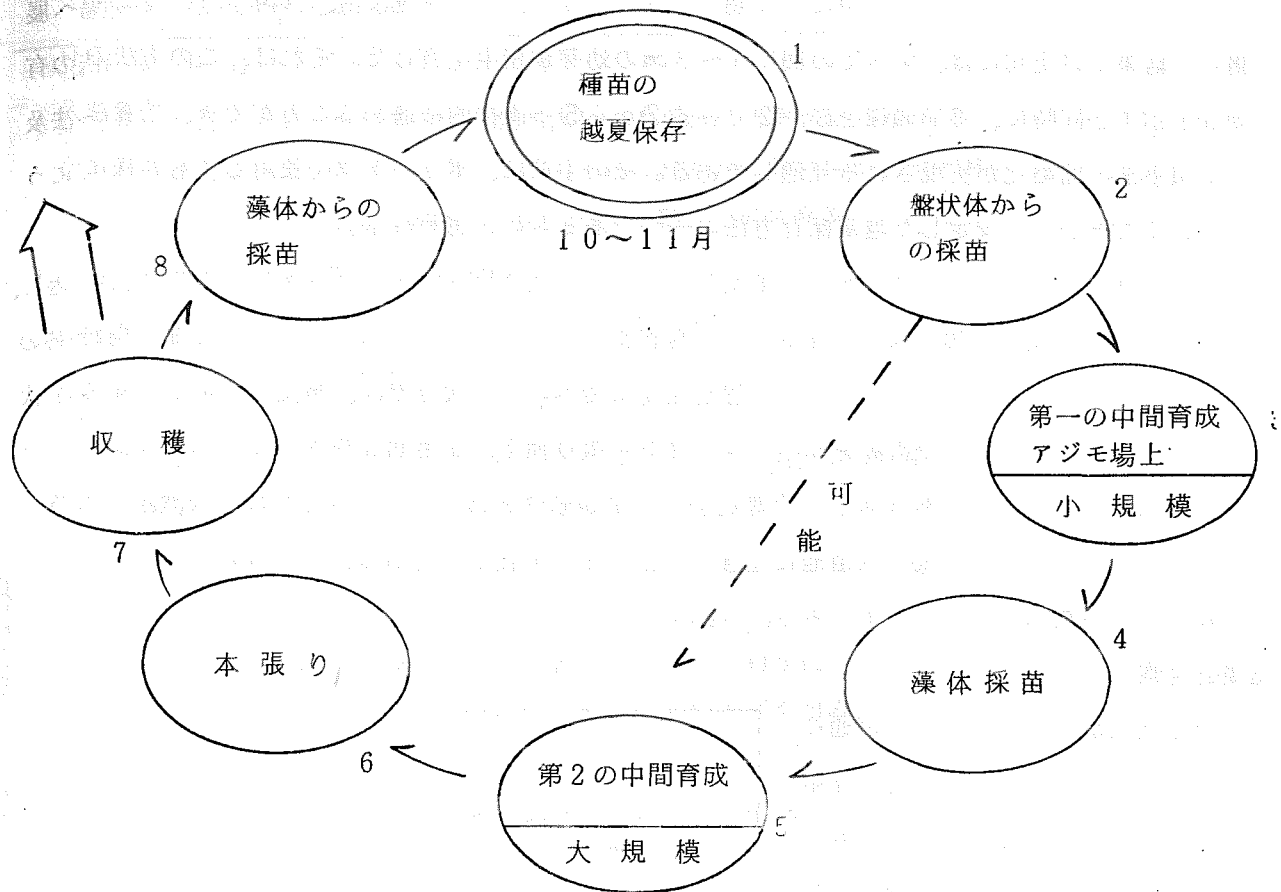 種苗の
越夏保存
1
10～11月
盤状体から
の採苗
2
第一の中間育成
アジモ場上
小規模
藻体採苗
4
可
能
第2の中間育成
大規模
本張り
6
収穫
7
藻体からの
採苗
8